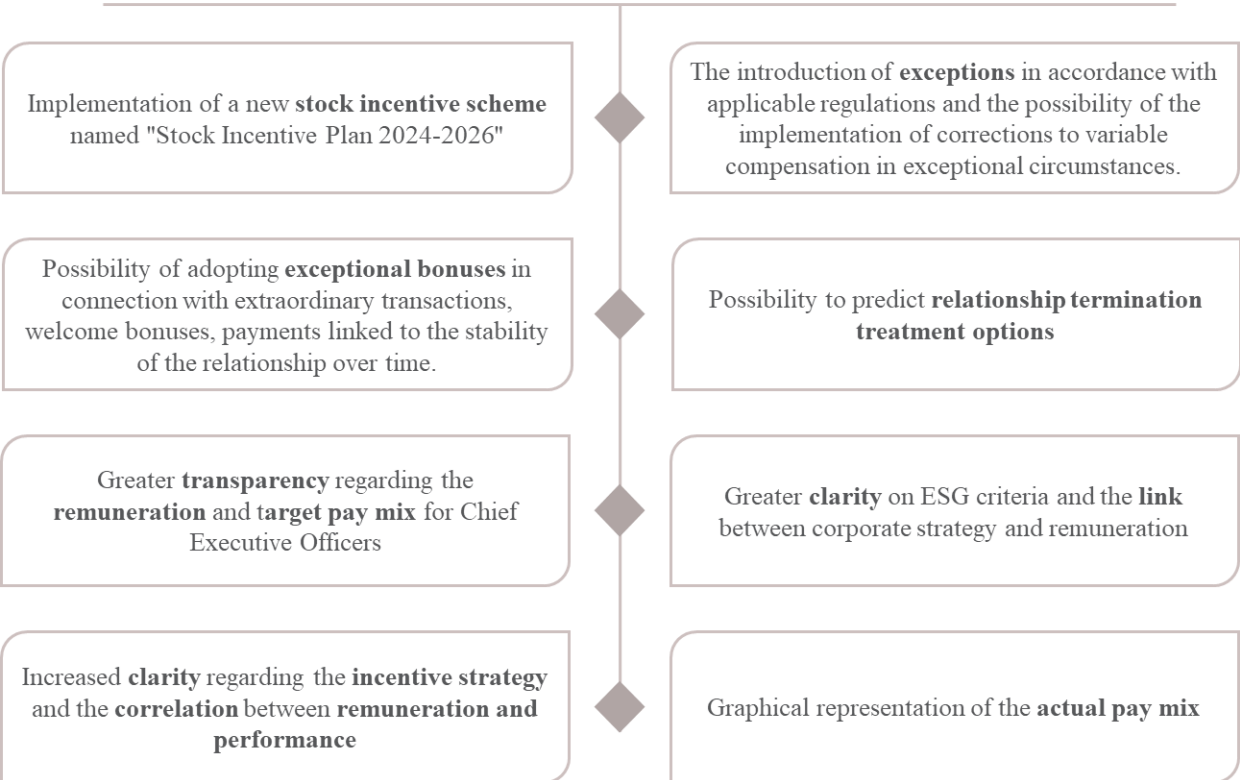 Implementation of a new stock incentive scheme
named "Stock Incentive Plan 2024-2026"
The introduction of exceptions in accordance with
applicable regulations and the possibility of the
implementation of corrections to variable
compensation in exceptional circumstances.
Possibility of adopting exceptional bonuses in
connection with extraordinary transactions,
welcome bonuses, payments linked to the stability
of the relationship over time.
Possibility to predict relationship termination
treatment options
Greater transparency regarding the
remuneration and target pay mix for Chief
Executive Officers
Greater clarity on ESG criteria and the link
between corporate strategy and remuneration
Increased clarity regarding the incentive strategy
and the correlation between remuneration and
performance
Graphical representation of the actual pay mix